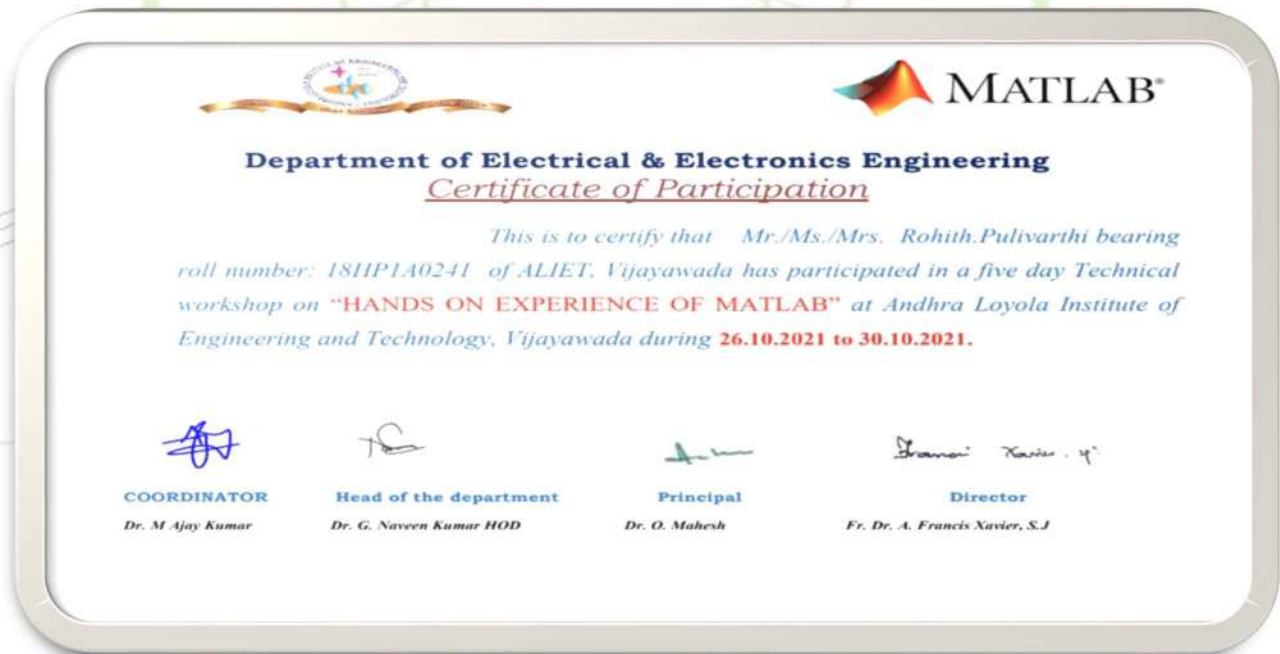 MATLAB®
Department of Electrical & Electronics Engineering
Certificate of Participation
This is to certify that Mr./Ms./Mrs. Rohith.Pulivarthi bearing
roll number: 18HP1A0241 of ALIET, Vijayawada has participated in a five day Technical
workshop on “HANDS ON EXPERIENCE OF MATLAB” at Andhra Loyola Institute of
Engineering and Technology, Vijayawada during 26.10.2021 to 30.10.2021.
Francis Xavier
COORDINATOR Head of the department Principal Director
Dr. M Ajay Kumar Dr. G. Naveen Kumar HOD Dr. O. Mahesh Fr. Dr. A. Francis Xavier, S.J